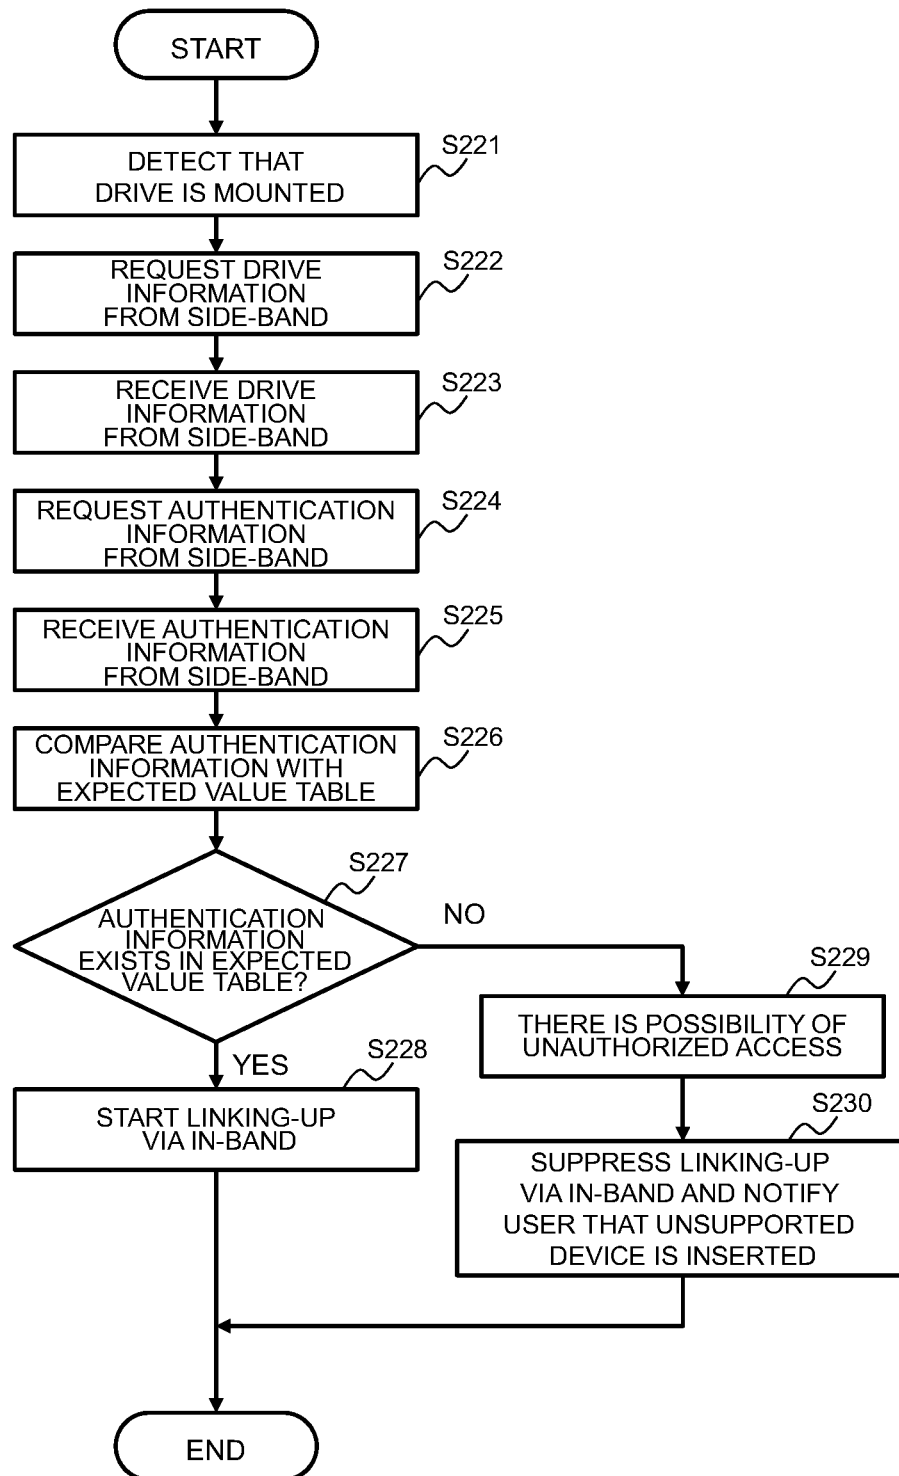 START
S221
DETECT THAT
DRIVE IS MOUNTED
S222
REQUEST DRIVE
INFORMATION
FROM SIDE-BAND
S223
RECEIVE DRIVE
INFORMATION
FROM SIDE-BAND
S224
REQUEST AUTHENTICATION
INFORMATION
FROM SIDE-BAND
S225
RECEIVE AUTHENTICATION
INFORMATION
FROM SIDE-BAND
S226
COMPARE AUTHENTICATION
INFORMATION WITH
EXPECTED VALUE TABLE
S227
AUTHENTICATION
INFORMATION
EXISTS IN EXPECTED
VALUE TABLE?
NO
YES
S228
START LINKING-UP
VIA IN-BAND
S229
THERE IS POSSIBILITY OF
UNAUTHORIZED ACCESS
S230
SUPPRESS LINKING-UP
VIA IN-BAND AND NOTIFY
USER THAT UNSUPPORTED
DEVICE IS INSERTED
END